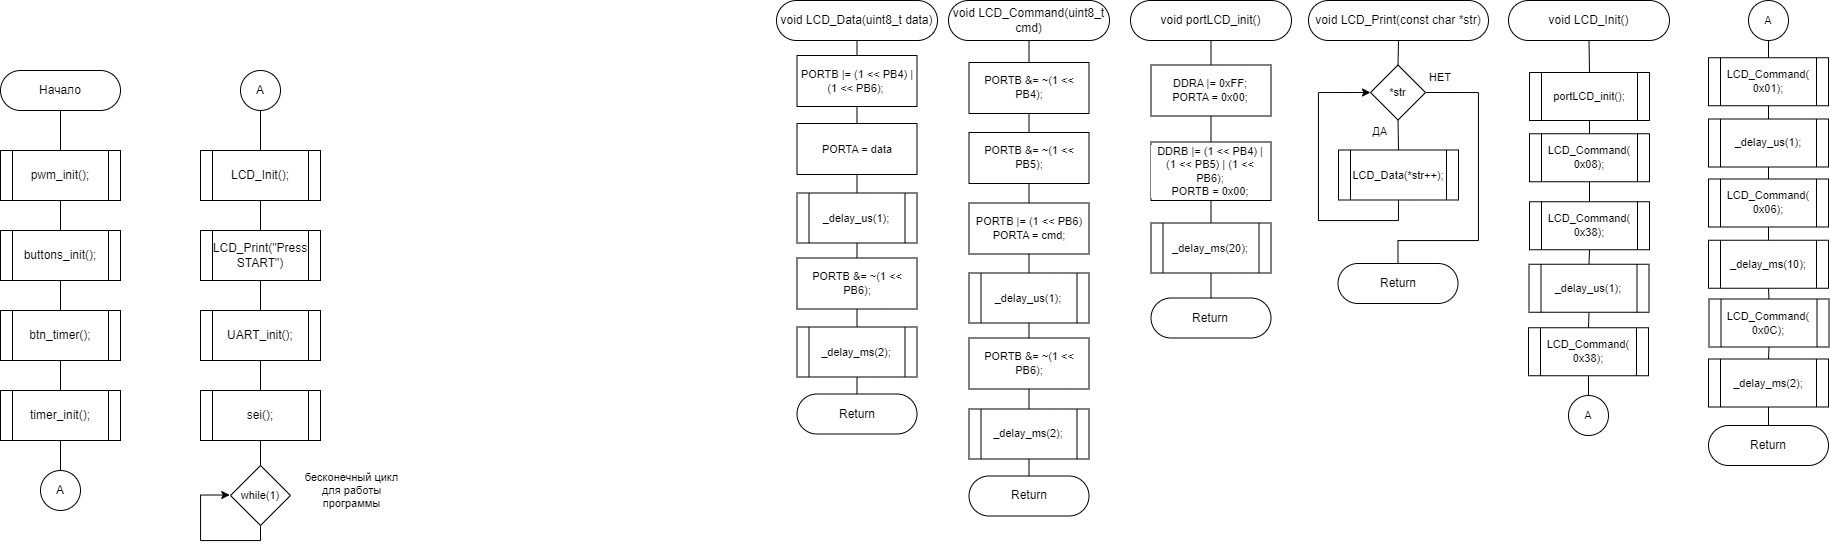 Начало
pwm_init();
buttons_init();
btn_timer();
timer_init();
A
A
LCD_Init();
LCD_Print("Press
START")
UART_init();
sei();
while(1)
бесконечный цикл
для работы
программы
void LCD_Data(uint8_t data)
PORTB |= (1 << PB4) |
(1 << PB6);
PORTA = data
_delay_us(1);
PORTB &= ~(1 <<
PB6);
_delay_ms(2);
Return
void LCD_Command(uint8_t
cmd)
PORTB &= ~(1 <<
PB4);
PORTB &= ~(1 <<
PB5);
PORTB |= (1 << PB6)
PORTA = cmd;
_delay_us(1);
PORTB &= ~(1 <<
PB6);
_delay_ms(2);
Return
void portLCD_init()
DDRA |= 0xFF;
PORTA = 0x00;
DDRB |= (1 << PB4) |
(1 << PB5) | (1 <<
PB6);
PORTB = 0x00;
_delay_ms(20);
Return
void LCD_Print(const char *str)
*str
НЕТ
ДА
LCD_Data(*str++);
Return
void LCD_Init()
portLCD_init();
LCD_Command(
0x08);
LCD_Command(
0x38);
_delay_us(1);
LCD_Command(
0x38);
A
A
LCD_Command(
0x01);
_delay_us(1);
LCD_Command(
0x06);
_delay_ms(10);
LCD_Command(
0x0C);
_delay_ms(2);
Return